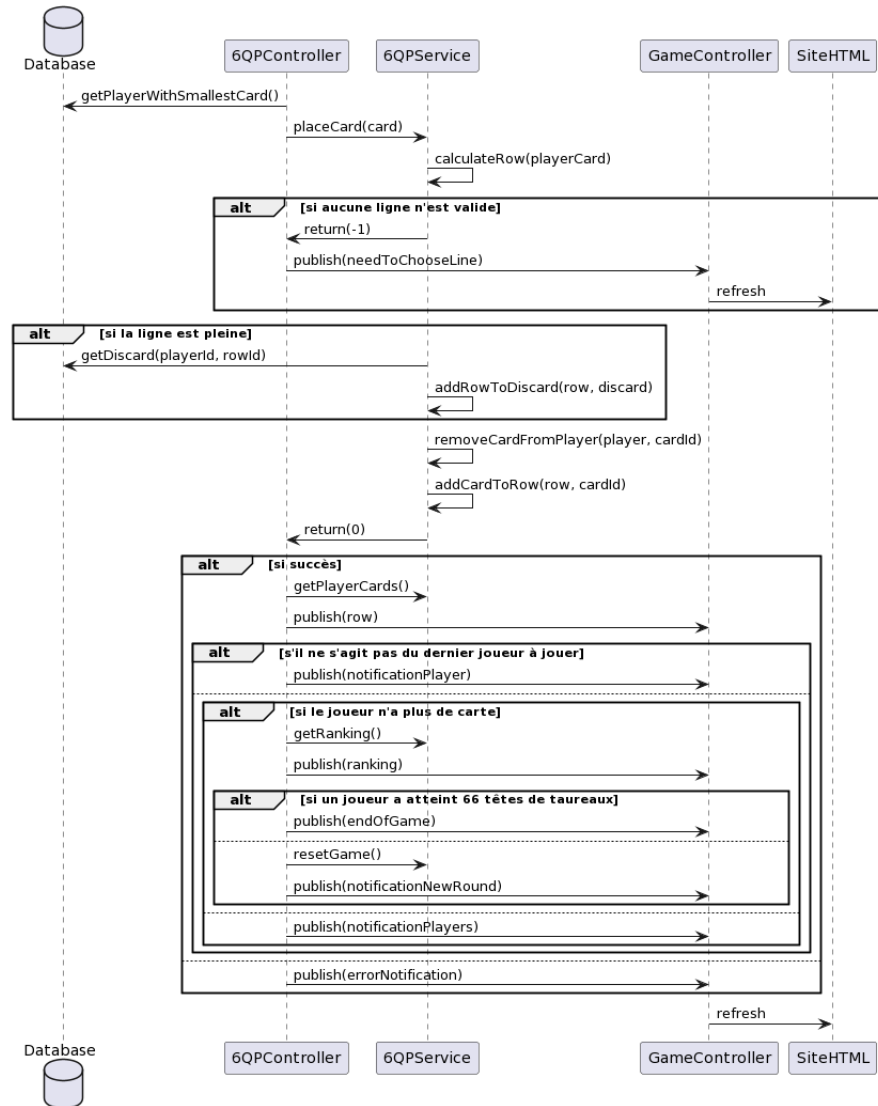 Database
6QPController
6QPService
GameController
SiteHTML
getPlayerWithSmallestCard()
placeCard(card)
calculateRow(playerCard)
alt [si aucune ligne n'est valide]
return(-1)
publish(needToChooseLine)
refresh
alt [si la ligne est pleine]
getDiscard(playerId, rowId)
addRowToDiscard(row, discard)
removeCardFromPlayer(player, cardId)
addCardToRow(row, cardId)
return(0)
alt [si succès]
getPlayerCards()
publish(row)
alt [s'il ne s'agit pas du dernier joueur à jouer]
publish(notificationPlayer)
alt [si le joueur n'a plus de carte]
getRanking()
publish(ranking)
alt [si un joueur a atteint 66 têtes de taureaux]
publish(endOfGame)
resetGame()
publish(notificationNewRound)
publish(notificationPlayers)
publish(errorNotification)
refresh
Database
6QPController
6QPService
GameController
SiteHTML